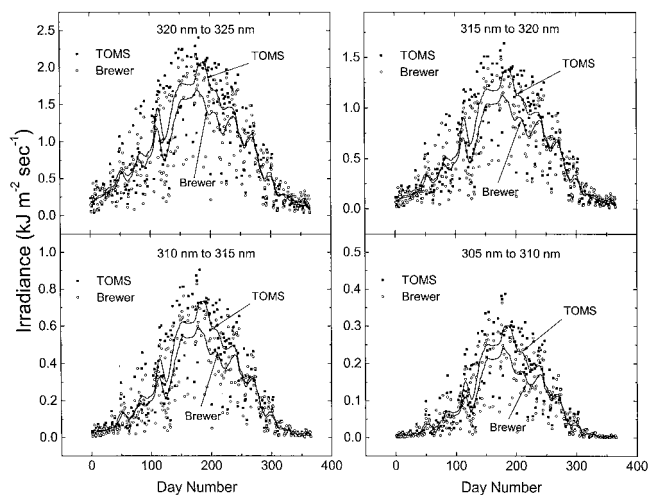 320 nm to 325 nm
TOMS
Brewer
TOMS
Brewer
2.5
2.0
1.5
1.0
0.5
0.0
315 nm to 320 nm
TOMS
Brewer
TOMS
Brewer
1.5
1.0
0.5
0.0
Irradiance (kJ m-2 sec-1)
310 nm to 315 nm
TOMS
Brewer
TOMS
Brewer
1.0
0.8
0.6
0.4
0.2
0.0
0 100 200 300 400
Day Number
305 nm to 310 nm
TOMS
Brewer
TOMS
Brewer
0.5
0.4
0.3
0.2
0.1
0.0
0 100 200 300 400
Day Number